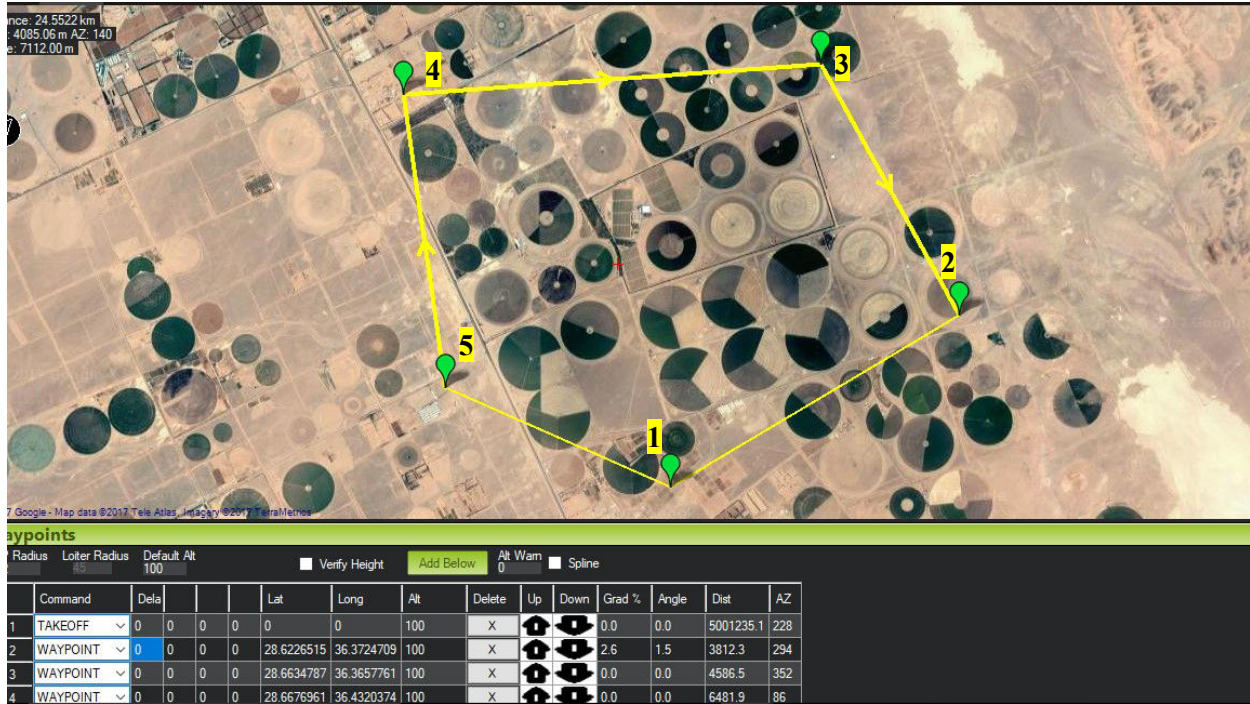 ance: 24.5522 km
: 4085.06 m AZ: 140
e: 7112.00 m
4
3
2
5
1
7 Google - Map data ©2017 Tele Atlas, Imagery ©2017 TerraMetrics
aypoints
Radius Loiter Radius Default Alt
45 100 Verify Height Add Below Alt Warn 0 Spline
Command Dela Lat Long Alt Delete Up Down Grad % Angle Dist AZ
1 TAKEOFF 0 0 0 0 0 0 100 X 0.0 0.0 5001235.1 228
2 WAYPOINT 0 0 0 0 28.6226515 36.3724709 100 X 2.6 1.5 3812.3 294
3 WAYPOINT 0 0 0 0 28.6634787 36.3657761 100 X 0.0 0.0 4586.5 352
4 WAYPOINT 0 0 0 0 28.6676961 36.4320374 100 X 0.0 0.0 6481.9 86